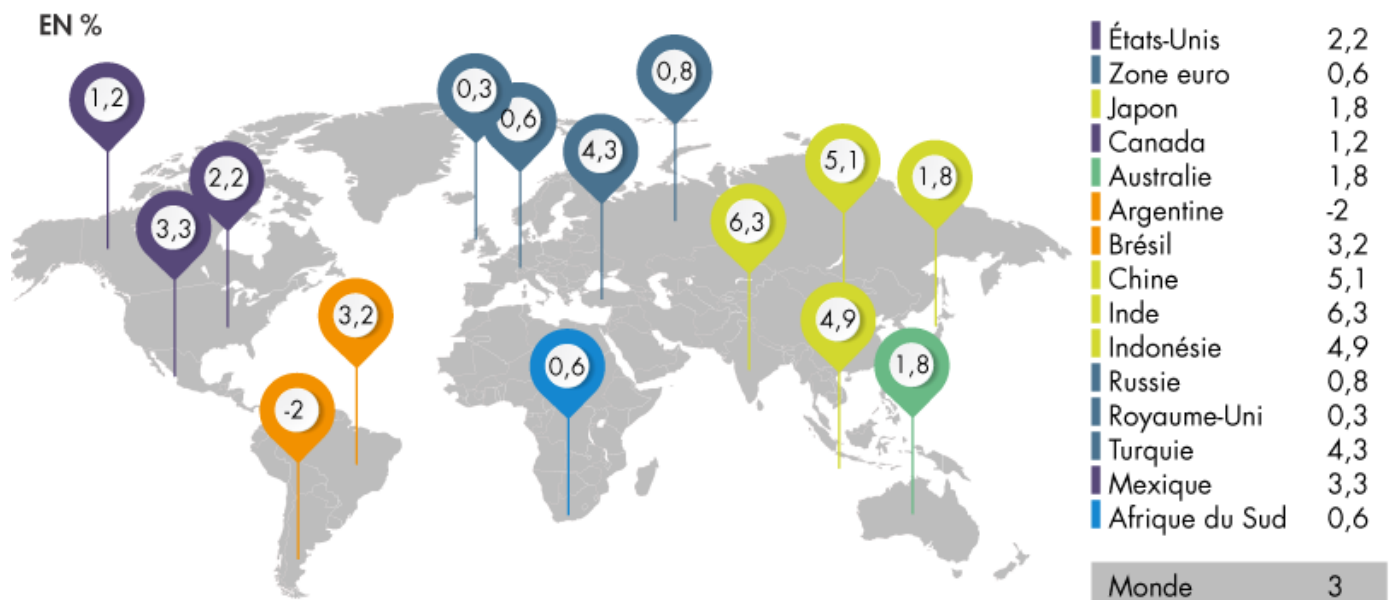 EN %
1,2
2,2
3,3
3,2
-2
0,3
0,6
4,3
0,8
0,6
6,3
5,1
1,8
4,9
1,8
États-Unis 2,2
Zone euro 0,6
Japon 1,8
Canada 1,2
Australie 1,8
Argentine -2
Brésil 3,2
Chine 5,1
Inde 6,3
Indonésie 4,9
Russie 0,8
Royaume-Uni 0,3
Turquie 4,3
Mexique 3,3
Afrique du Sud 0,6
Monde 3